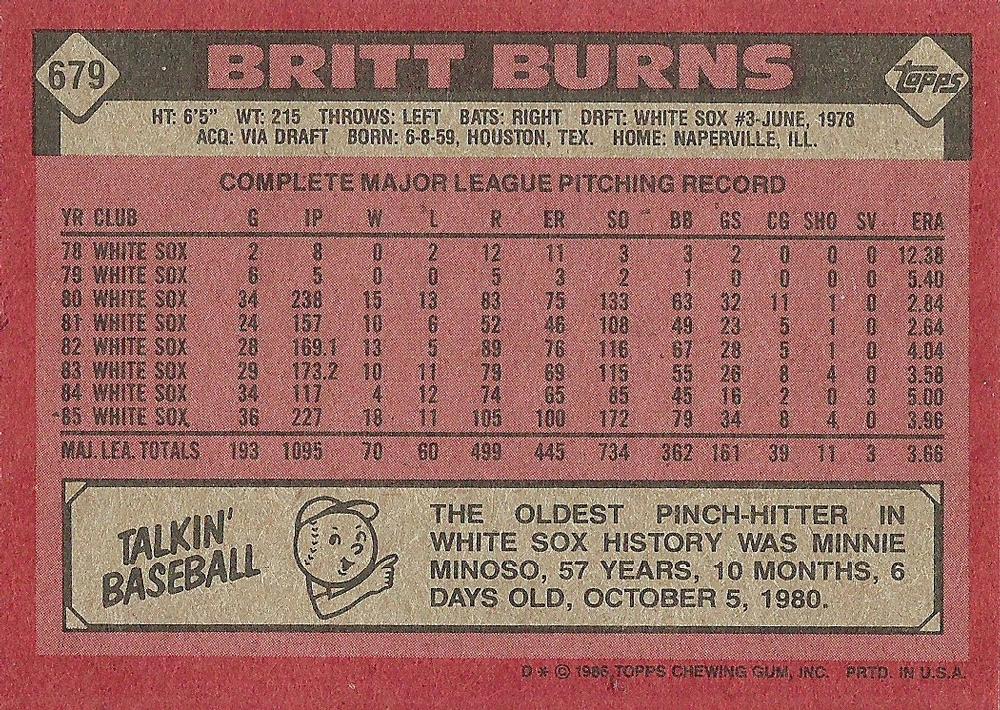 679
BRITT BURNS
Topps
HT: 6'5" WT: 215 THROWS: LEFT BATS: RIGHT DRFT: WHITE SOX #3-JUNE, 1978
ACQ: VIA DRAFT BORN: 6-8-59, HOUSTON, TEX. HOME: NAPERVILLE, ILL.
COMPLETE MAJOR LEAGUE PITCHING RECORD
YR CLUB G IP W L R ER SO BB GS CG SHO SV ERA
78 WHITE SOX 2 8 0 2 12 11 3 3 2 0 0 0 12.38
79 WHITE SOX 6 5 0 0 5 3 2 1 0 0 0 0 5.40
80 WHITE SOX 34 238 15 13 83 75 133 63 32 11 1 0 2.84
81 WHITE SOX 24 157 10 6 52 46 108 49 23 5 1 0 2.64
82 WHITE SOX 28 169.1 13 5 89 76 116 67 28 5 1 0 4.04
83 WHITE SOX 29 173.2 10 11 79 69 115 55 26 8 4 0 3.58
84 WHITE SOX 34 117 4 12 74 65 85 45 16 2 0 3 5.00
85 WHITE SOX 36 227 18 11 105 100 172 79 34 8 4 0 3.96
MAJ. LEA. TOTALS 193 1095 70 60 499 445 734 362 161 39 11 3 3.66
TALKIN'
BASEBALL
THE OLDEST PINCH-HITTER IN
WHITE SOX HISTORY WAS MINNIE
MINOSO, 57 YEARS, 10 MONTHS, 6
DAYS OLD, OCTOBER 5, 1980.
D * © 1986 TOPPS CHEWING GUM, INC. PRTD. IN U.S.A.